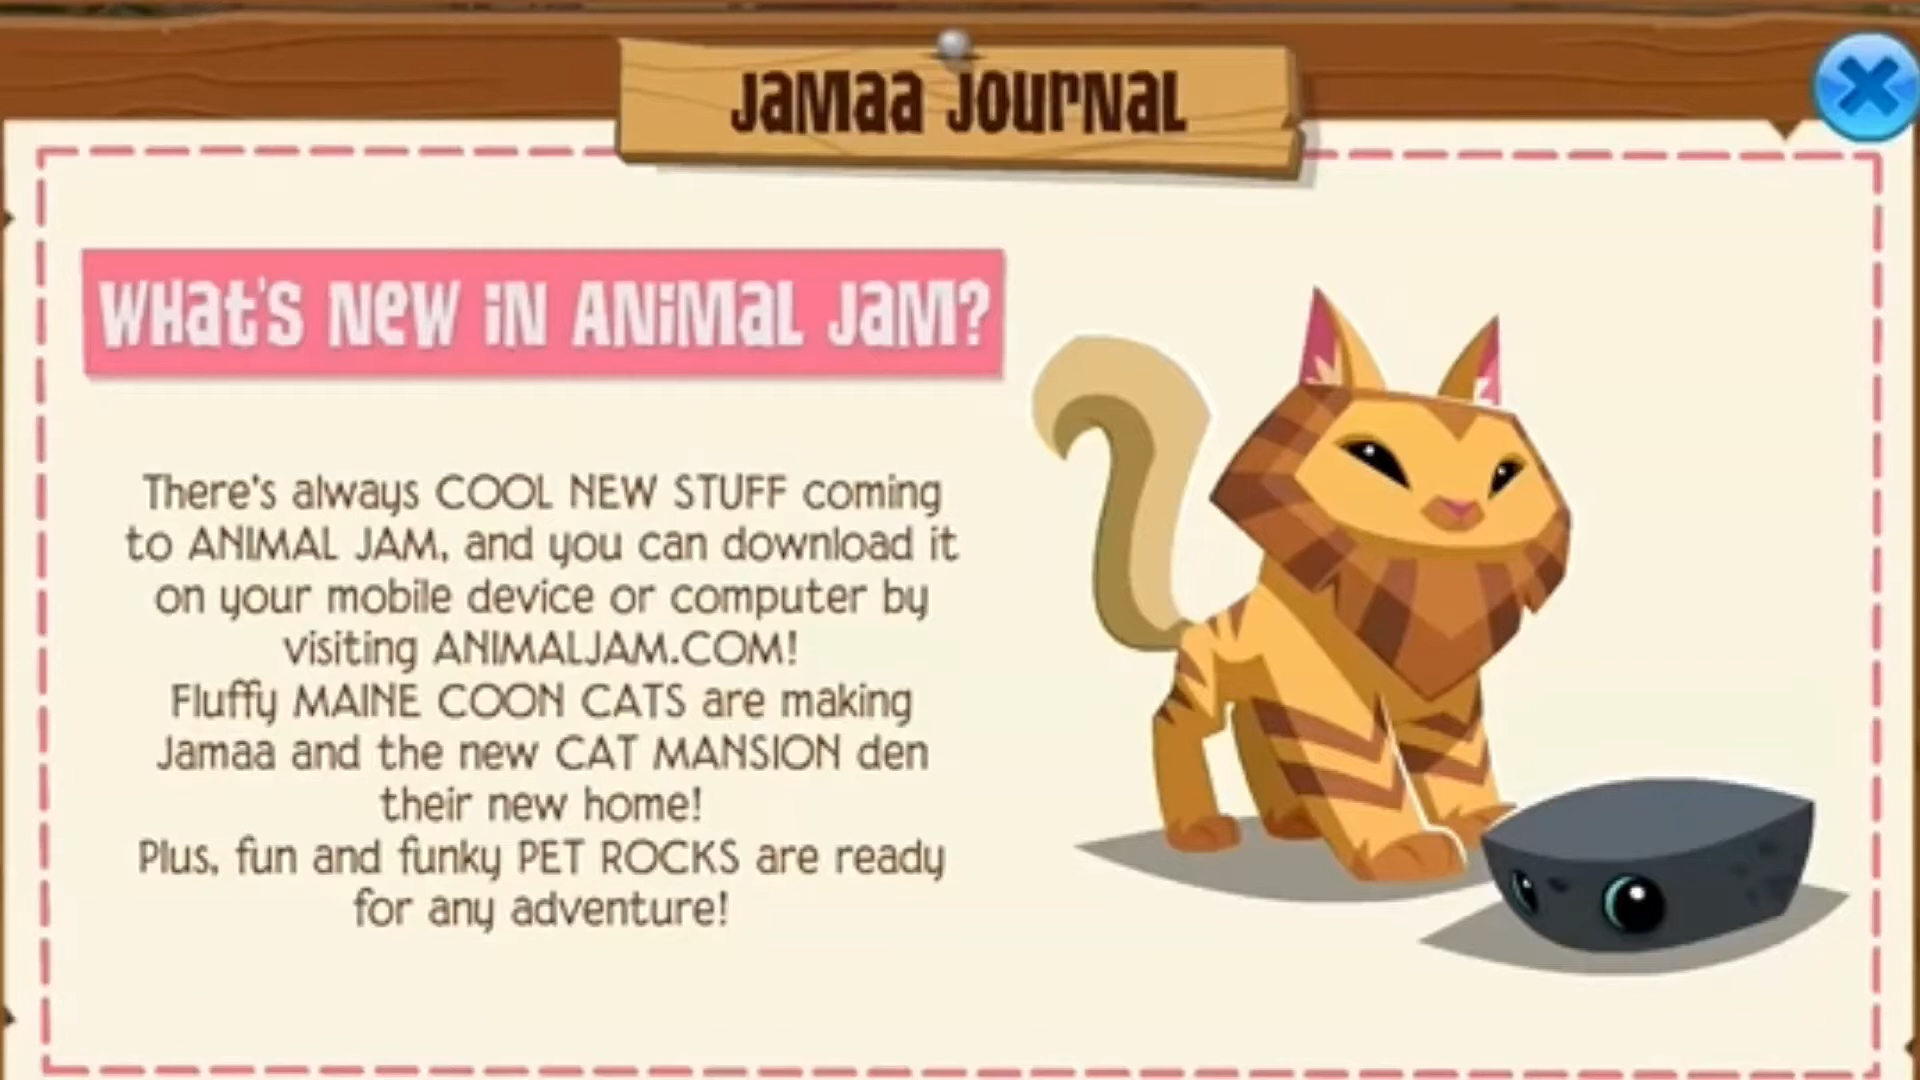 Jamaa Journal
What's New in Animal Jam?
There's always COOL NEW STUFF coming
to ANIMAL JAM, and you can download it
on your mobile device or computer by
visiting ANIMALJAM.COM!
Fluffy MAINE COON CATS are making
Jamaa and the new CAT MANSION den
their new home!
Plus, fun and funky PET ROCKS are ready
for any adventure!